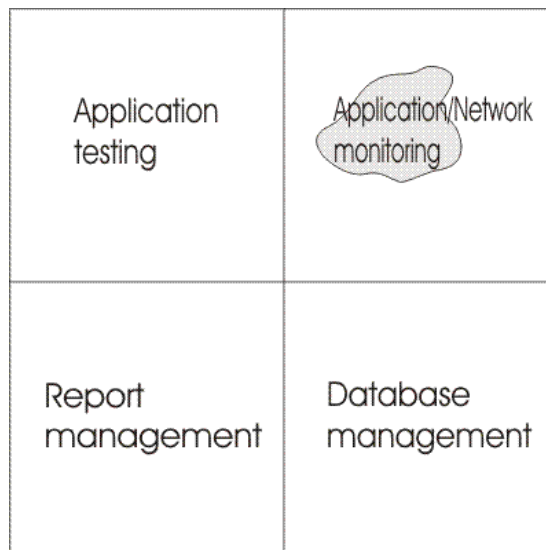 Application
testing
Application/Network
monitoring
Report
management
Database
management